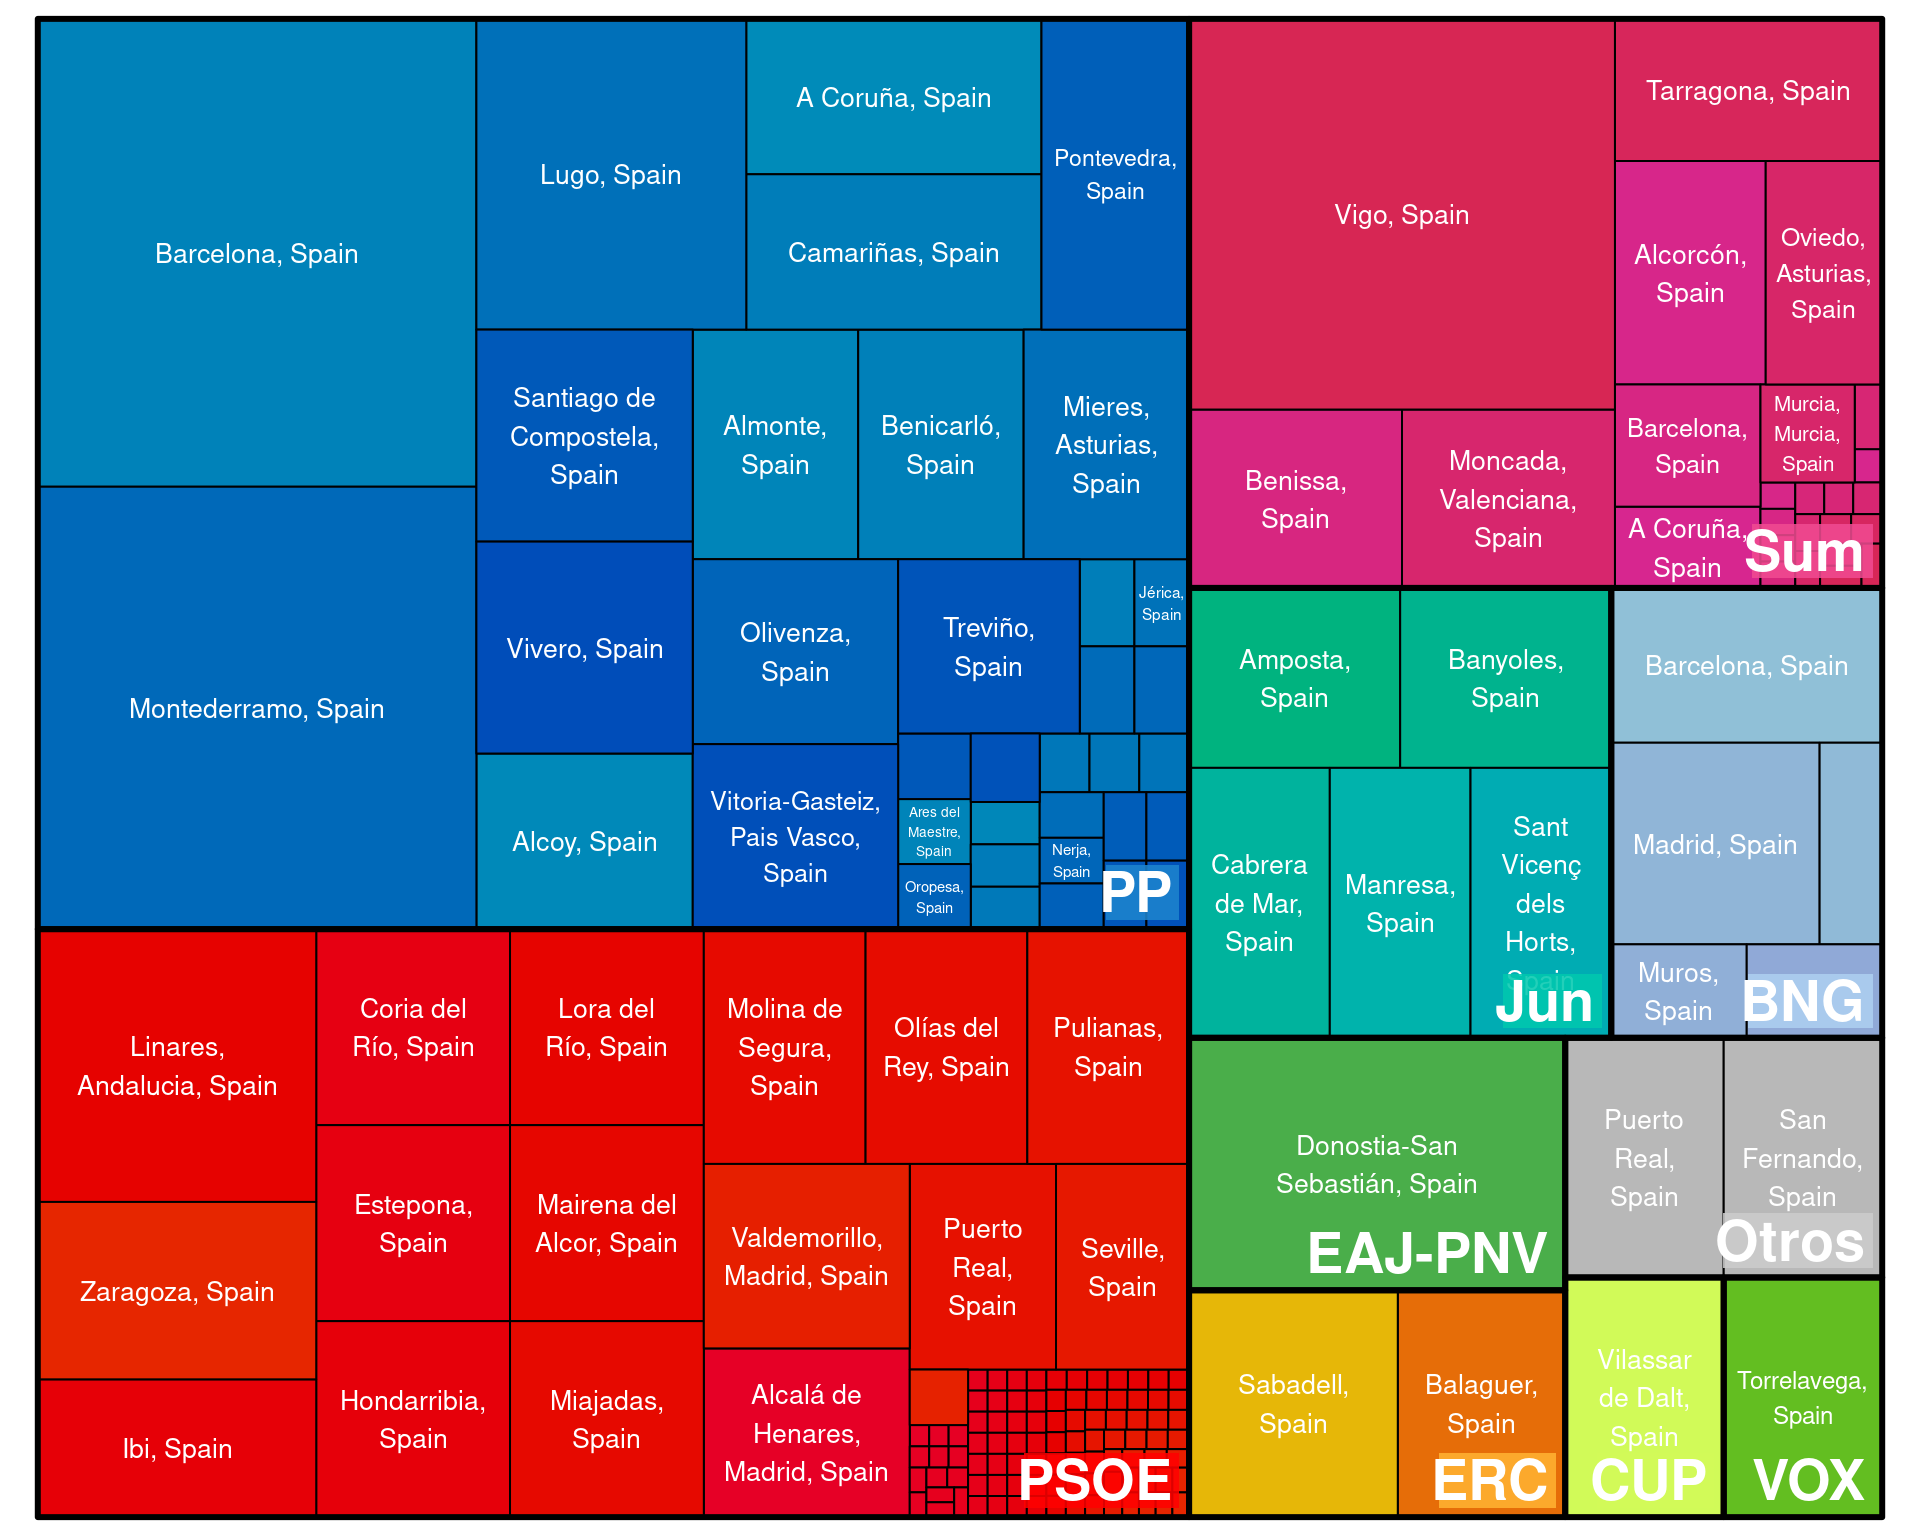 Barcelona, Spain
Montederramo, Spain
Lugo, Spain
A Coruña, Spain
Camariñas, Spain
Pontevedra,
Spain
Santiago de
Compostela,
Spain
Vivero, Spain
Alcoy, Spain
Almonte,
Spain
Benicarló,
Spain
Mieres,
Asturias,
Spain
Olivenza,
Spain
Vitoria-Gasteiz,
Pais Vasco,
Spain
Treviño,
Spain
Jérica,
Spain
Ares del
Maestre,
Spain
Oropesa,
Spain
Nerja,
Spain
PP
Linares,
Andalucia, Spain
Zaragoza, Spain
Ibi, Spain
Coria del
Río, Spain
Estepona,
Spain
Hondarribia,
Spain
Lora del
Río, Spain
Mairena del
Alcor, Spain
Miajadas,
Spain
Molina de
Segura,
Spain
Olías del
Rey, Spain
Pulianas,
Spain
Valdemorillo,
Madrid, Spain
Alcalá de
Henares,
Madrid, Spain
Puerto
Real,
Spain
Seville,
Spain
PSOE
Vigo, Spain
Benissa,
Spain
Moncada,
Valenciana,
Spain
Tarragona, Spain
Alcorcón,
Spain
Oviedo,
Asturias,
Spain
Barcelona,
Spain
A Coruña,
Spain
Murcia,
Murcia,
Spain
Sum
Amposta,
Spain
Banyoles,
Spain
Cabrera
de Mar,
Spain
Manresa,
Spain
Sant
Vicenç
dels
Horts,
Spain
Jun
Barcelona, Spain
Madrid, Spain
Muros,
Spain
BNG
Donostia-San
Sebastián, Spain
EAJ-PNV
Puerto
Real,
Spain
San
Fernando,
Spain
Otros
Sabadell,
Spain
Balaguer,
Spain
ERC
Vilassar
de Dalt,
Spain
CUP
Torrelavega,
Spain
VOX